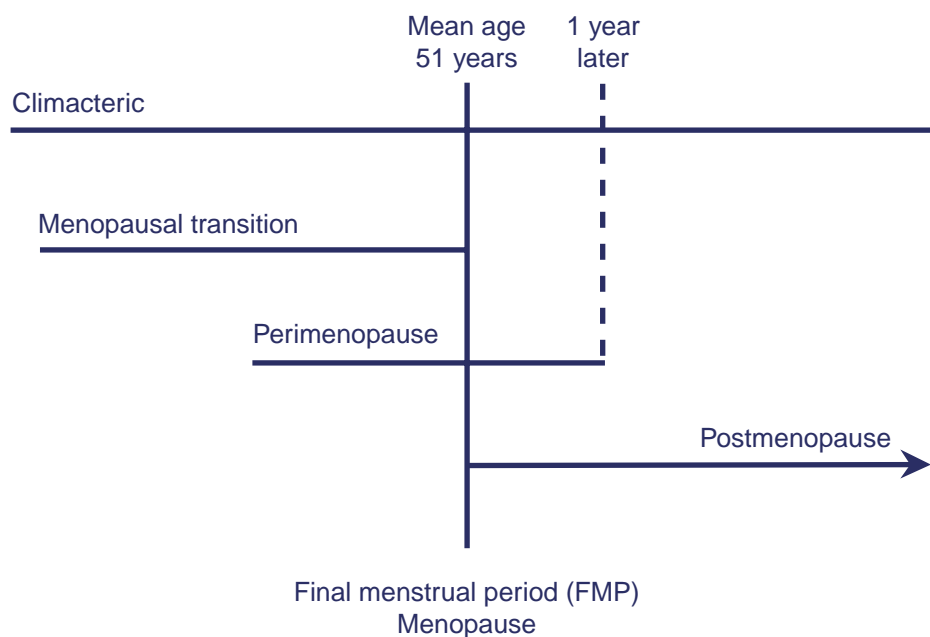 Mean age
51 years
1 year
later
Climacteric
Menopausal transition
Perimenopause
Postmenopause
Final menstrual period (FMP)
Menopause